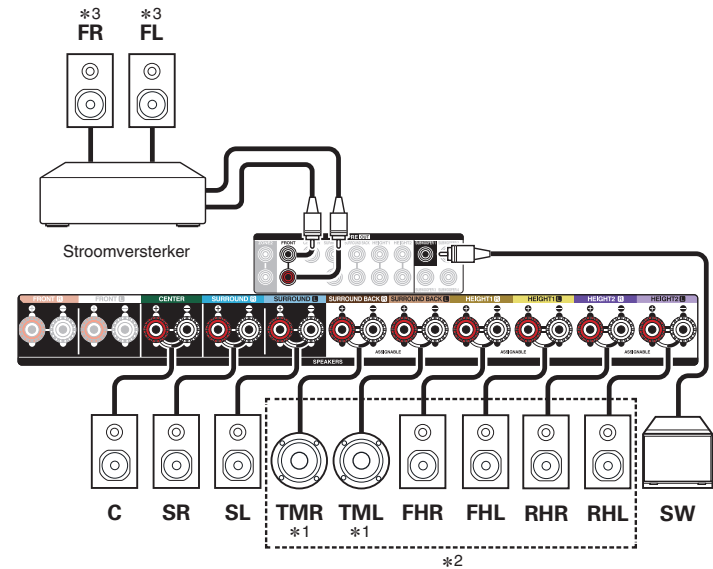 *3 *3
FR FL
Stroomversterker
PRE OUT
FRONT
FRONT R FRONT L CENTER SURROUND R SURROUND L SURROUND BACK R SURROUND BACK L HEIGHT1 R HEIGHT1 L HEIGHT2 R HEIGHT2 L
ASSIGNABLE ASSIGNABLE ASSIGNABLE
SPEAKERS
C SR SL TMR TML FHR FHL RHR RHL SW
*1 *1
*2